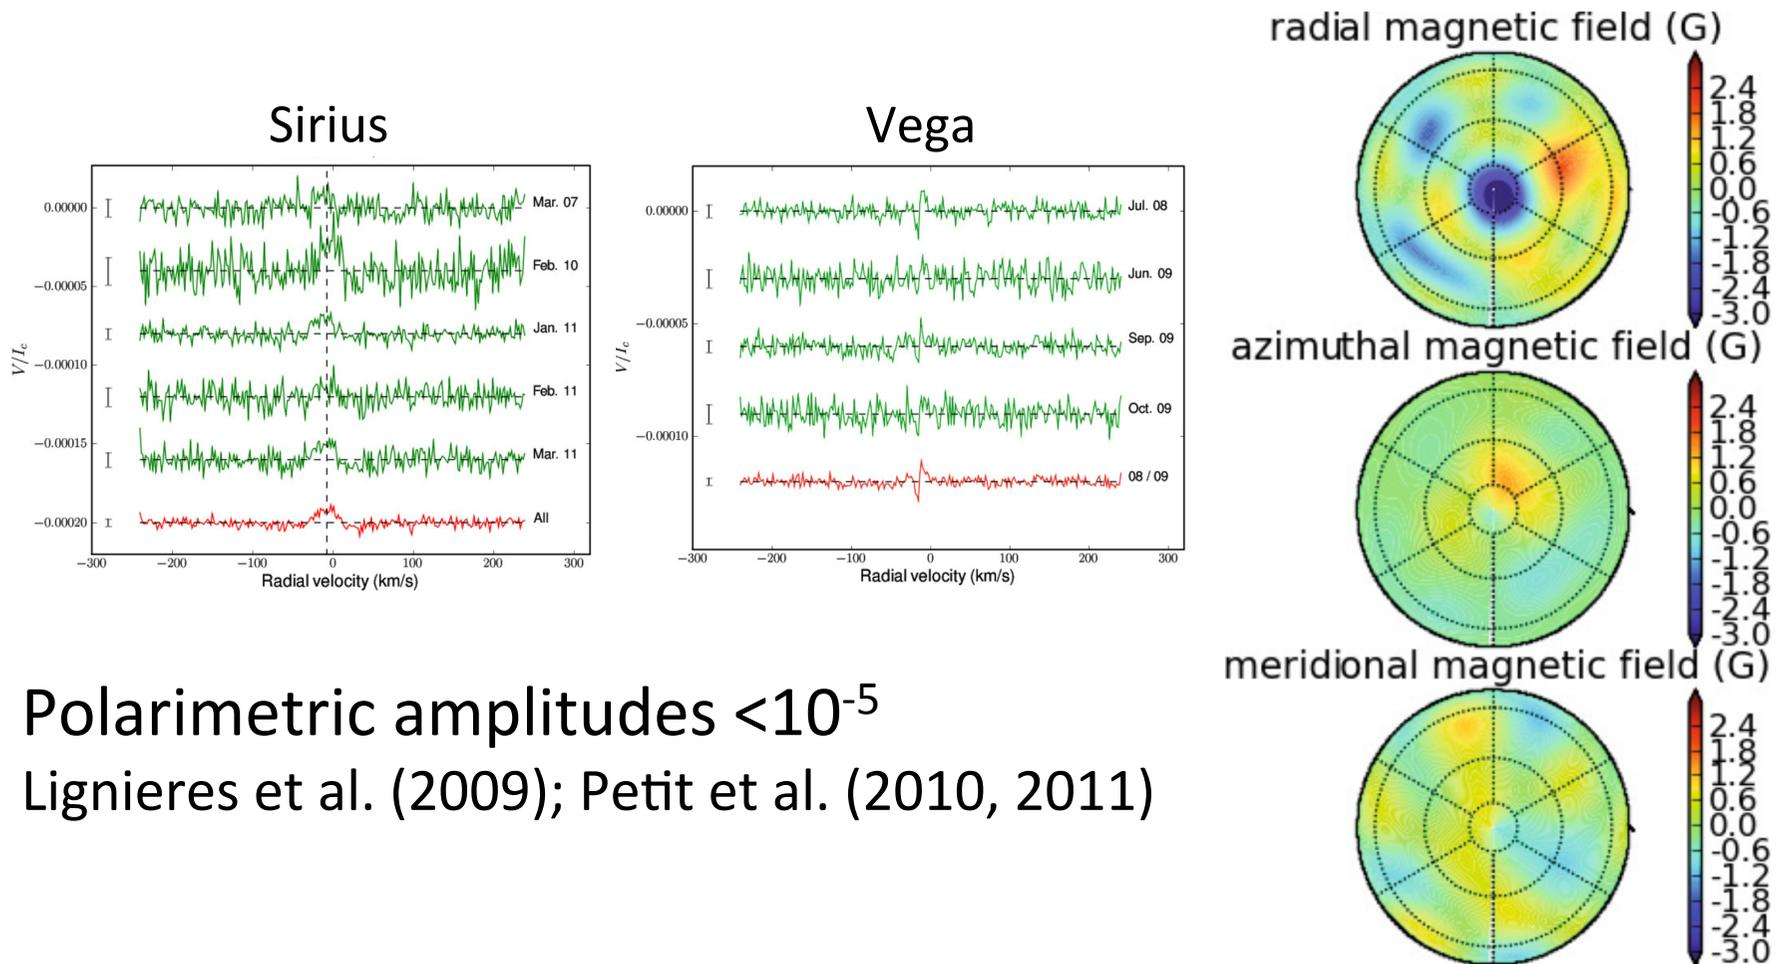 Sirius
0.00000
−0.00005
−0.00010
−0.00015
−0.00020
V/I_c
Mar. 07
Feb. 10
Jan. 11
Feb. 11
Mar. 11
All
−300 −200 −100 0 100 200 300
Radial velocity (km/s)
Vega
0.00000
−0.00005
−0.00010
V/I_c
Jul. 08
Jun. 09
Sep. 09
Oct. 09
08 / 09
−300 −200 −100 0 100 200 300
Radial velocity (km/s)
radial magnetic field (G)
2.4
1.8
1.2
0.6
0.0
-0.6
-1.2
-1.8
-2.4
-3.0
azimuthal magnetic field (G)
2.4
1.8
1.2
0.6
0.0
-0.6
-1.2
-1.8
-2.4
-3.0
meridional magnetic field (G)
2.4
1.8
1.2
0.6
0.0
-0.6
-1.2
-1.8
-2.4
-3.0
Polarimetric amplitudes <10⁻⁵
Lignieres et al. (2009); Petit et al. (2010, 2011)